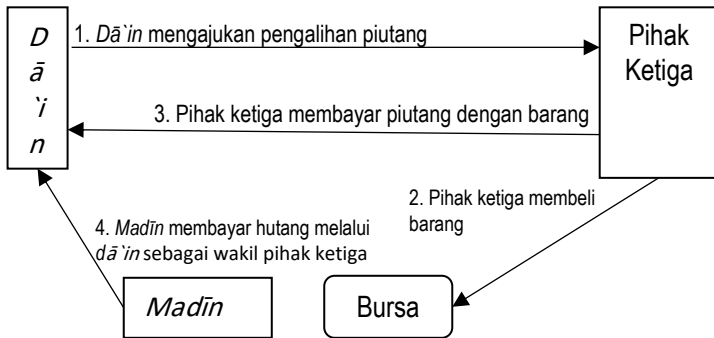 D
ā
`i
n
1. Dā`in mengajukan pengalihan piutang
Pihak
Ketiga
3. Pihak ketiga membayar piutang dengan barang
2. Pihak ketiga membeli
barang
4. Madīn membayar hutang melalui
dā`in sebagai wakil pihak ketiga
Madīn
Bursa